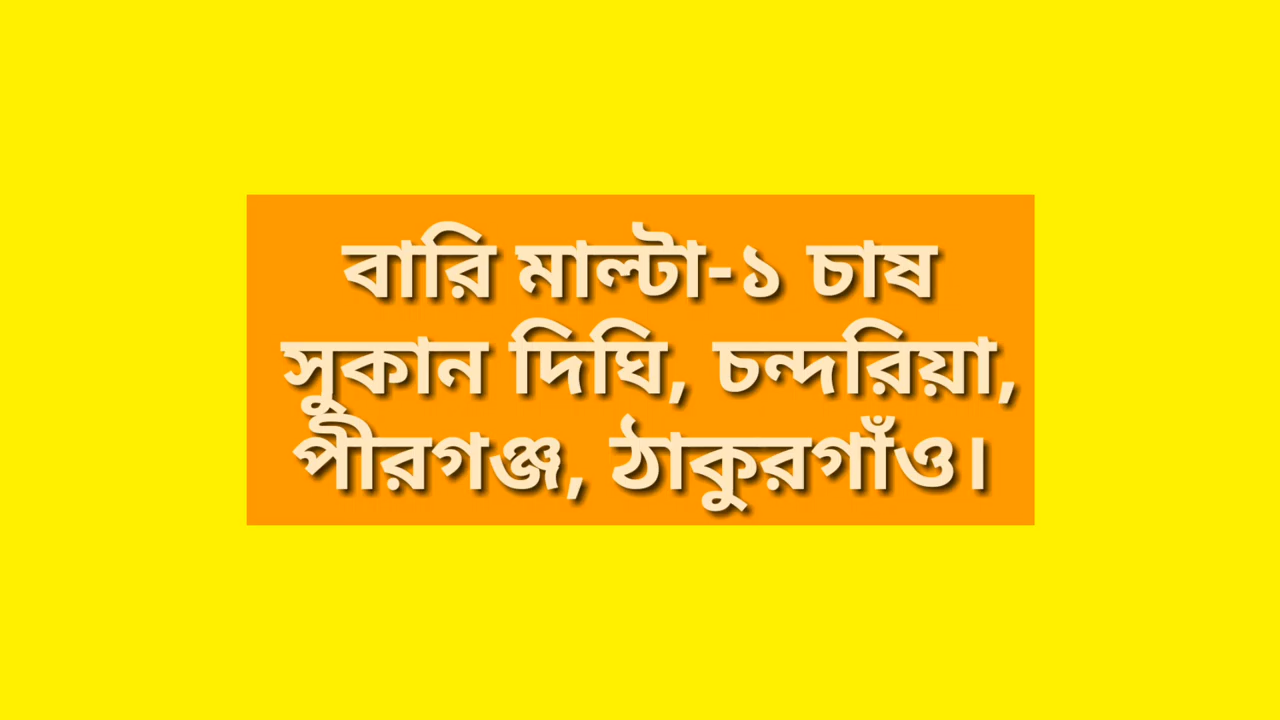 বারি মাল্টা-১ চাষ
সুকান দিঘি, চন্দরিয়া,
পীরগঞ্জ, ঠাকুরগাঁও।